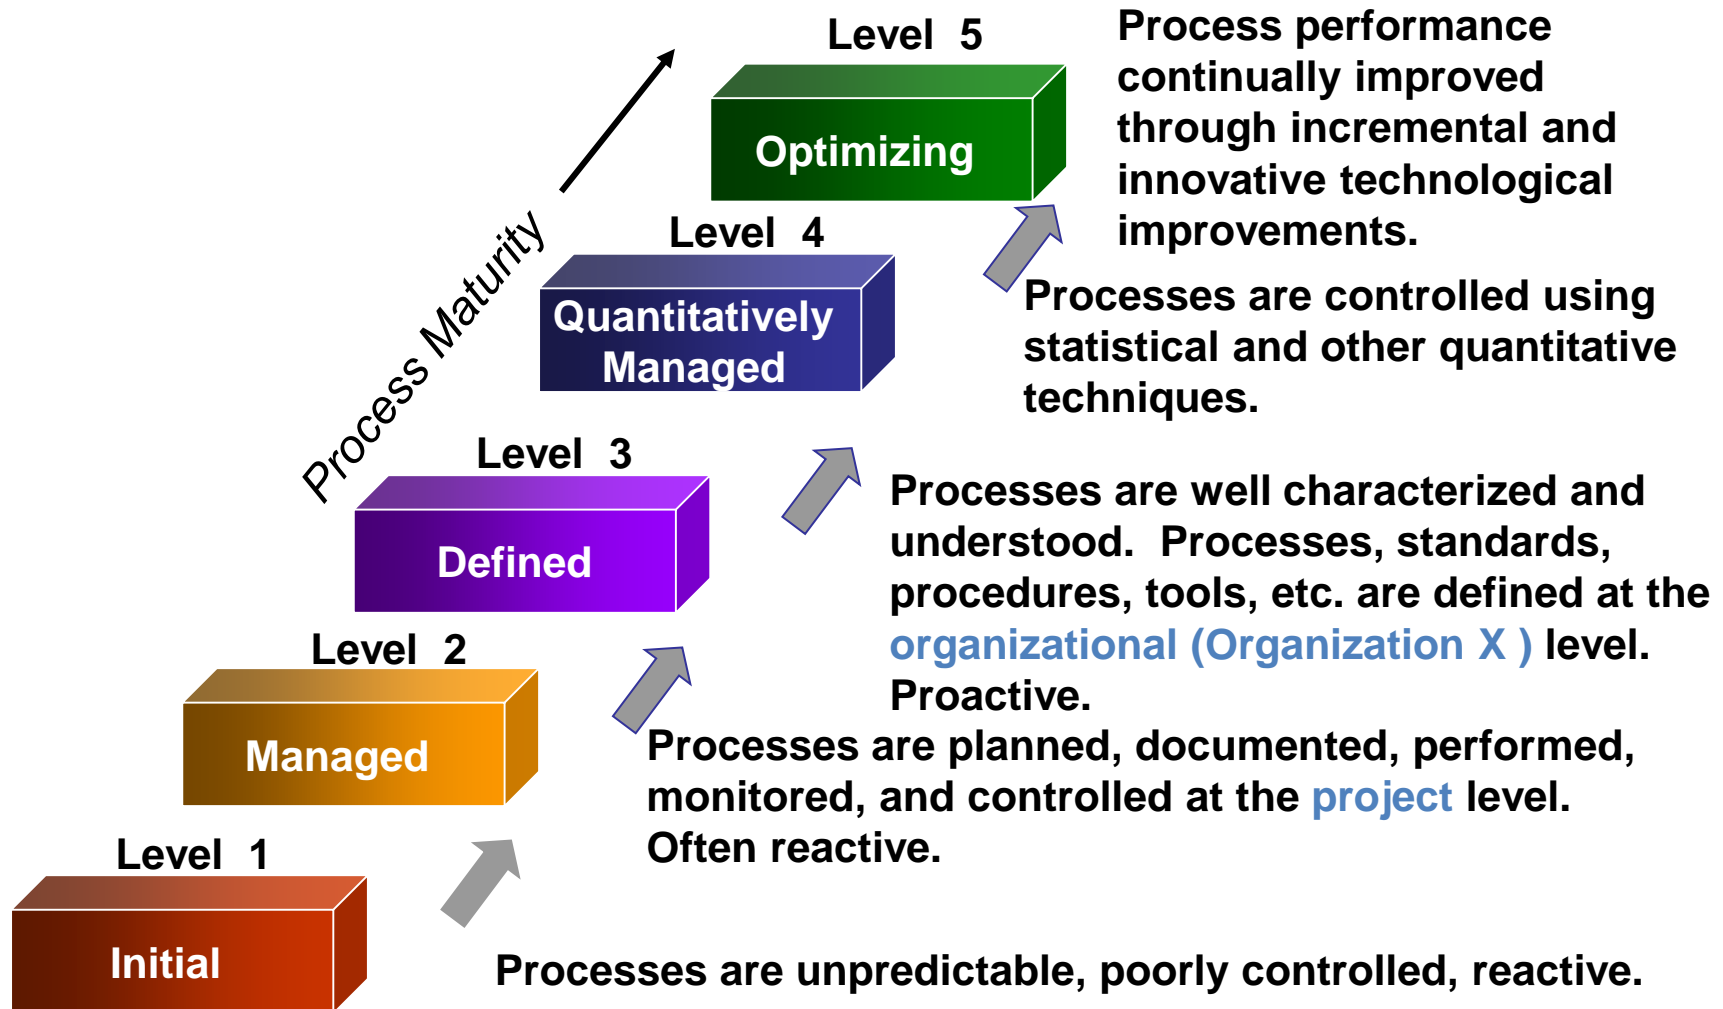 Level 5
Optimizing
Process performance
continually improved
through incremental and
innovative technological
improvements.
Process Maturity
Level 4
Quantitatively
Managed
Processes are controlled using
statistical and other quantitative
techniques.
Level 3
Defined
Processes are well characterized and
understood. Processes, standards,
procedures, tools, etc. are defined at the
organizational (Organization X ) level.
Proactive.
Level 2
Managed
Processes are planned, documented, performed,
monitored, and controlled at the project level.
Often reactive.
Level 1
Initial
Processes are unpredictable, poorly controlled, reactive.